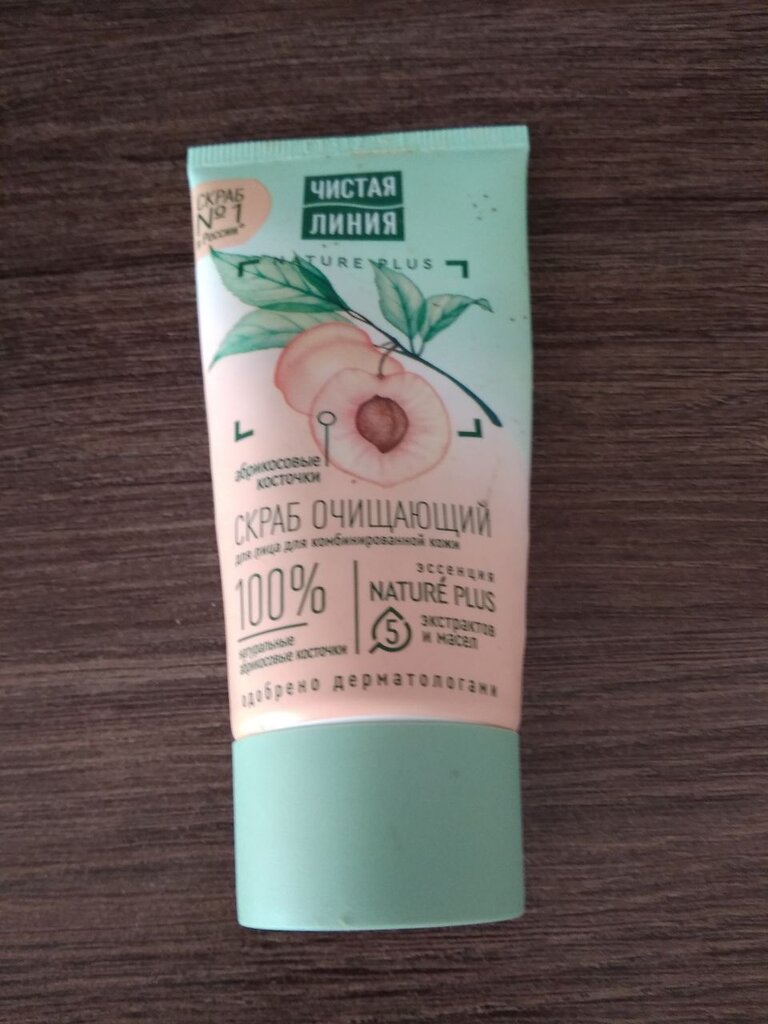 СКРАБ
№1
в России*
ЧИСТАЯ
ЛИНИЯ
NATURE PLUS
абрикосовые
косточки
СКРАБ ОЧИЩАЮЩИЙ
для лица для комбинированной кожи
100%
натуральные
абрикосовые косточки
эссенция
NATURÉ PLUS
5
экстрактов
и масел
одобрено дерматологами